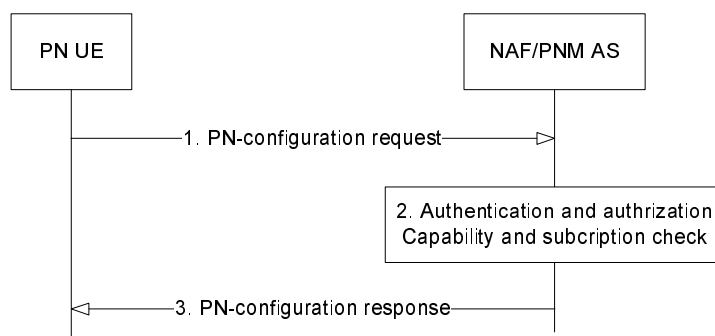 PN UE
NAF/PNM AS
1. PN-configuration request
2. Authentication and authrization
Capability and subcription check
3. PN-configuration response